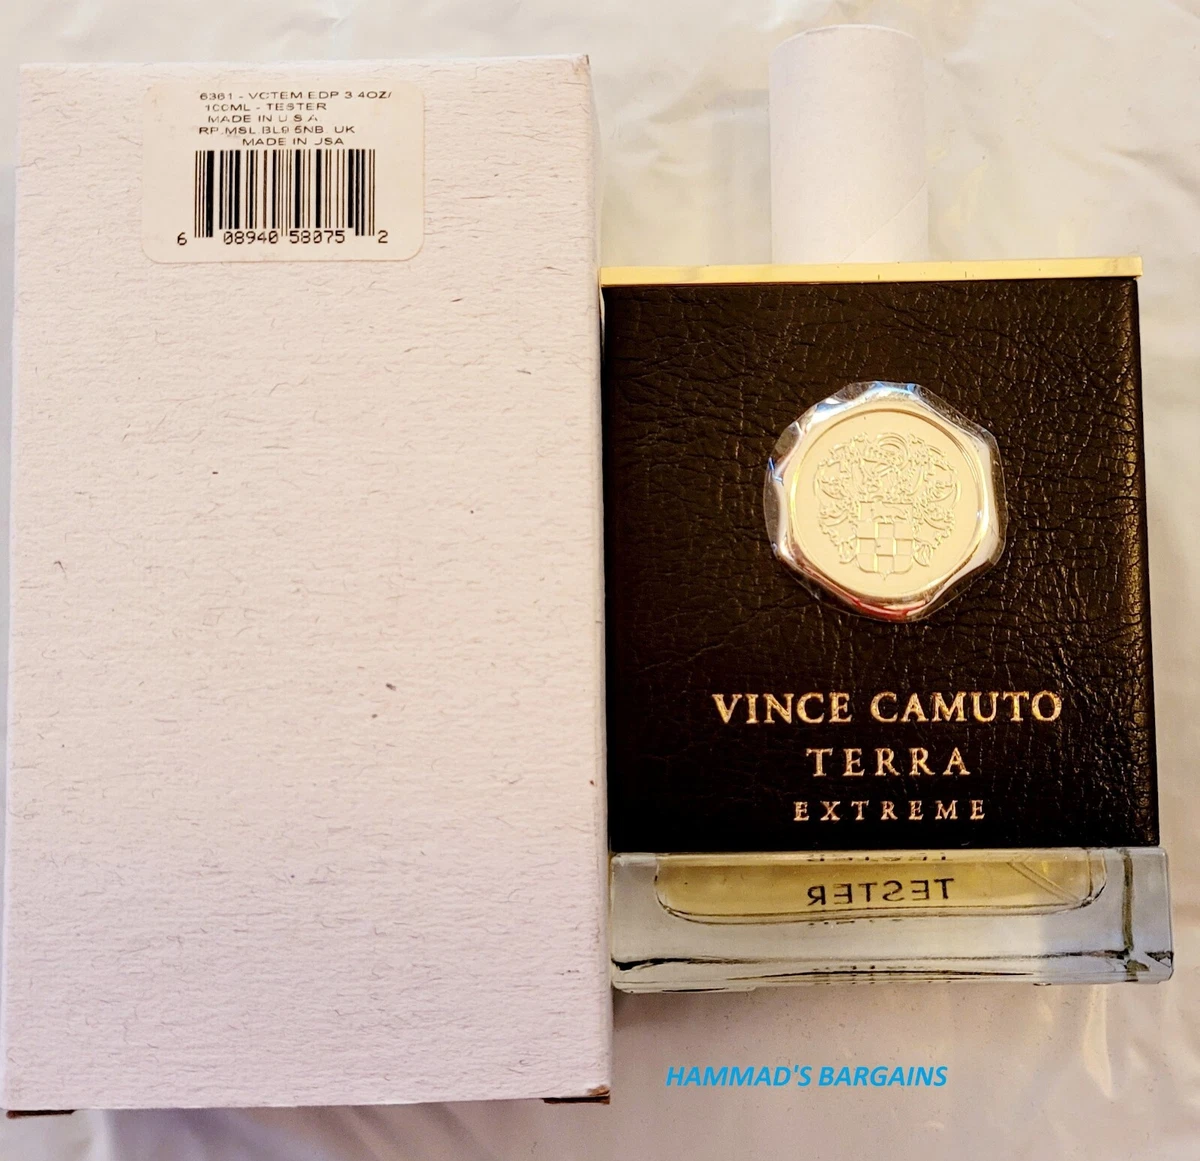 6361 - VCTEM.EDP 3.4OZ/
100ML - TESTER
MADE IN U.S.A.
RP.MSL.BL9 5NB. UK
MADE IN USA
6 08940 58075 2
VINCE CAMUTO
TERRA
EXTREME
TESTER
HAMMAD'S BARGAINS